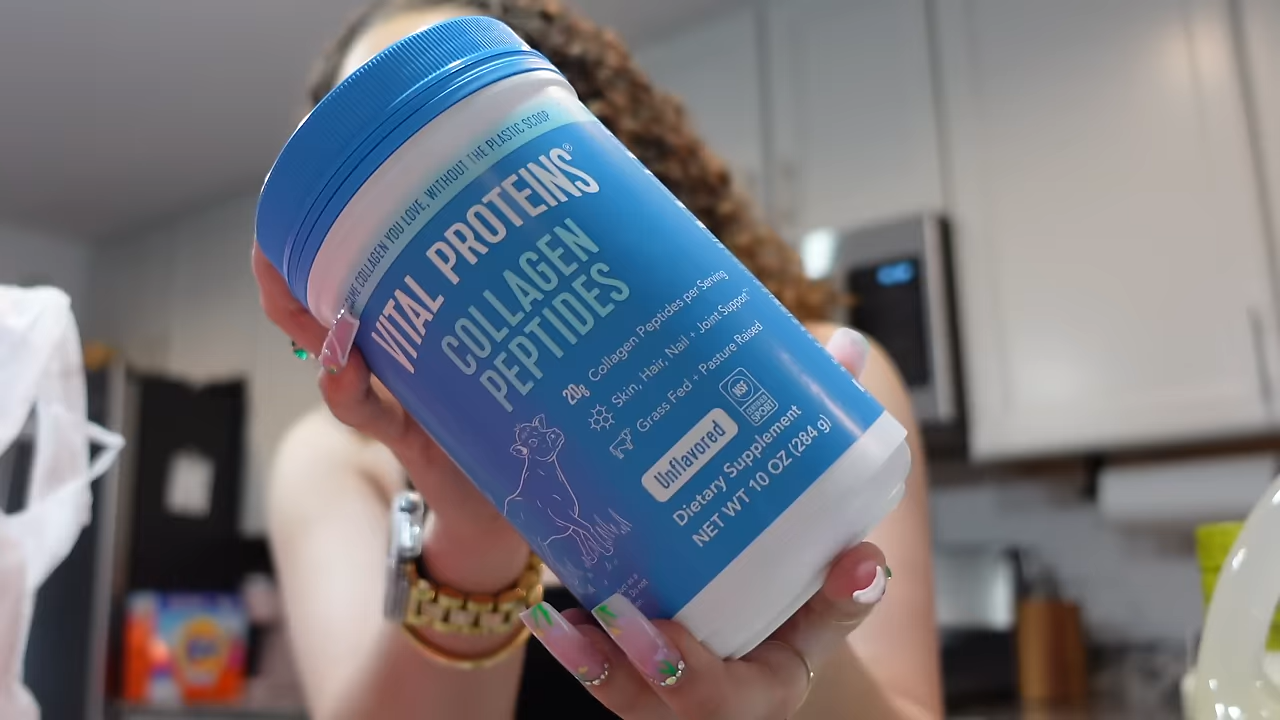 SAME COLLAGEN YOU LOVE, WITHOUT THE PLASTIC SCOOP
VITAL PROTEINS®
COLLAGEN
PEPTIDES
20g Collagen Peptides per Serving
Skin, Hair, Nail + Joint Support
Grass Fed + Pasture Raised
NSF
CERTIFIED
SPORT
Unflavored
Dietary Supplement
NET WT 10 OZ (284 g)